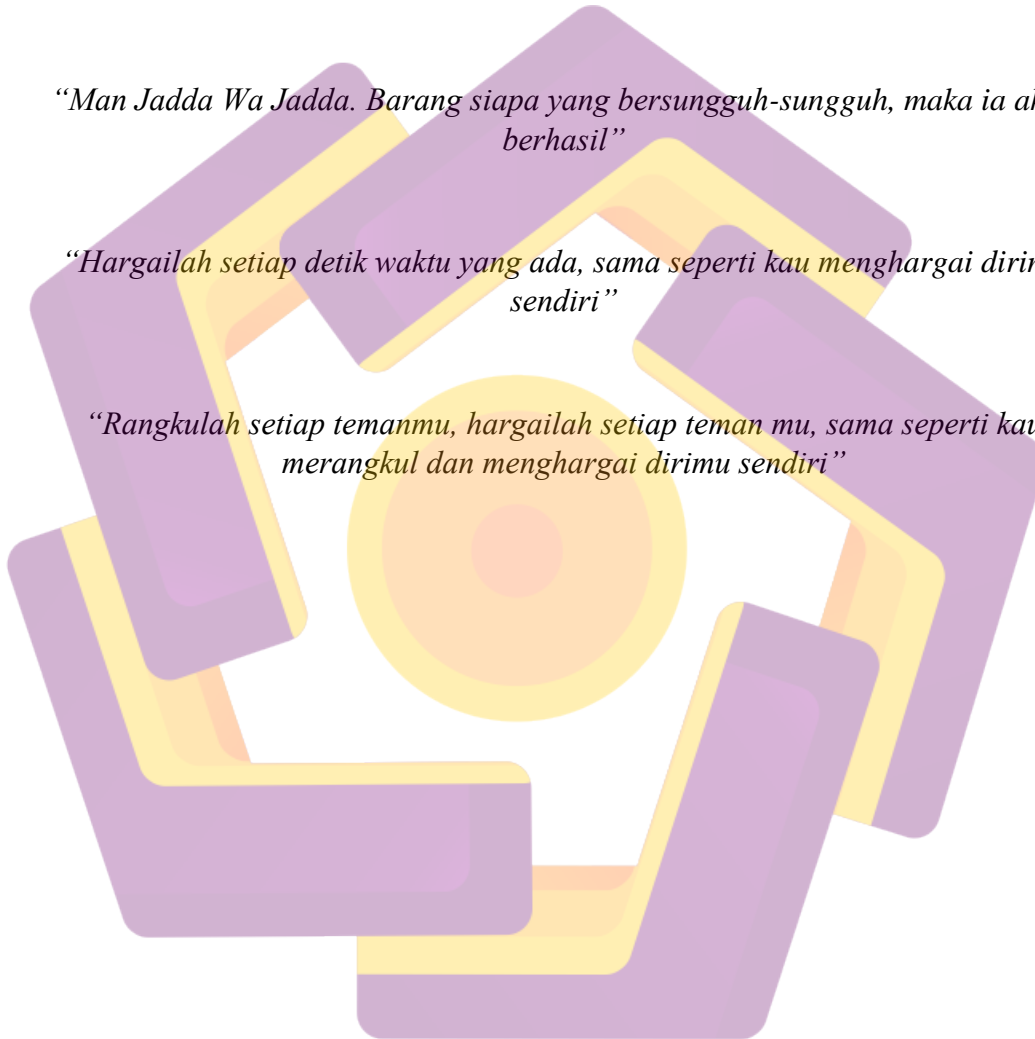 “Man Jadda Wa Jadda. Barang siapa yang bersungguh-sungguh, maka ia
berhasil”
“Hargailah setiap detik waktu yang ada, sama seperti kau menghargai
sendiri”
“Rangkulah setiap temanmu, hargailah setiap teman mu, sama seperti kau
merangkul dan menghargai dirimu sendiri”